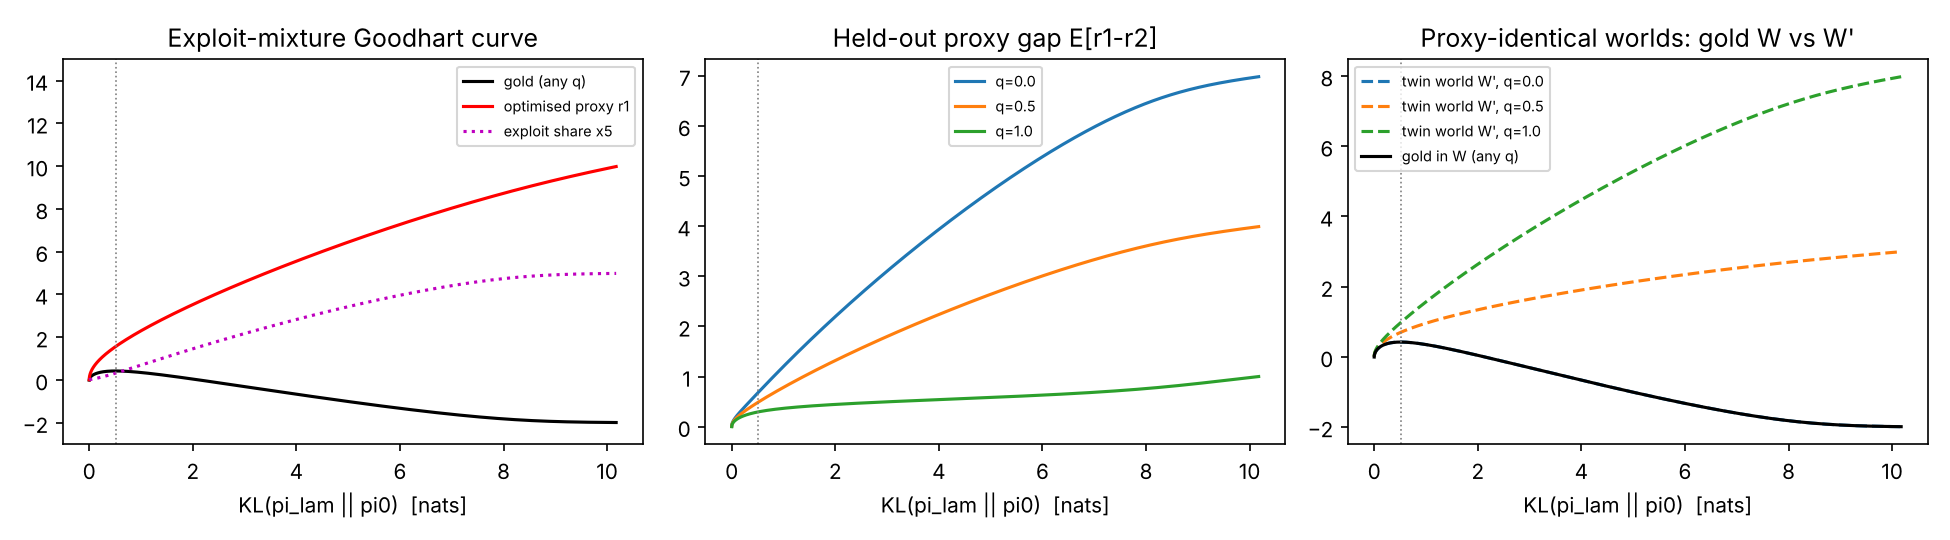 Exploit-mixture Goodhart curve
14
12
10
8
6
4
2
0
−2
gold (any q)
optimised proxy r1
exploit share x5
0 2 4 6 8 10
KL(pi_lam || pi0) [nats]
Held-out proxy gap E[r1-r2]
7
6
5
4
3
2
1
0
q=0.0
q=0.5
q=1.0
0 2 4 6 8 10
KL(pi_lam || pi0) [nats]
Proxy-identical worlds: gold W vs W'
8
6
4
2
0
−2
twin world W', q=0.0
twin world W', q=0.5
twin world W', q=1.0
gold in W (any q)
0 2 4 6 8 10
KL(pi_lam || pi0) [nats]